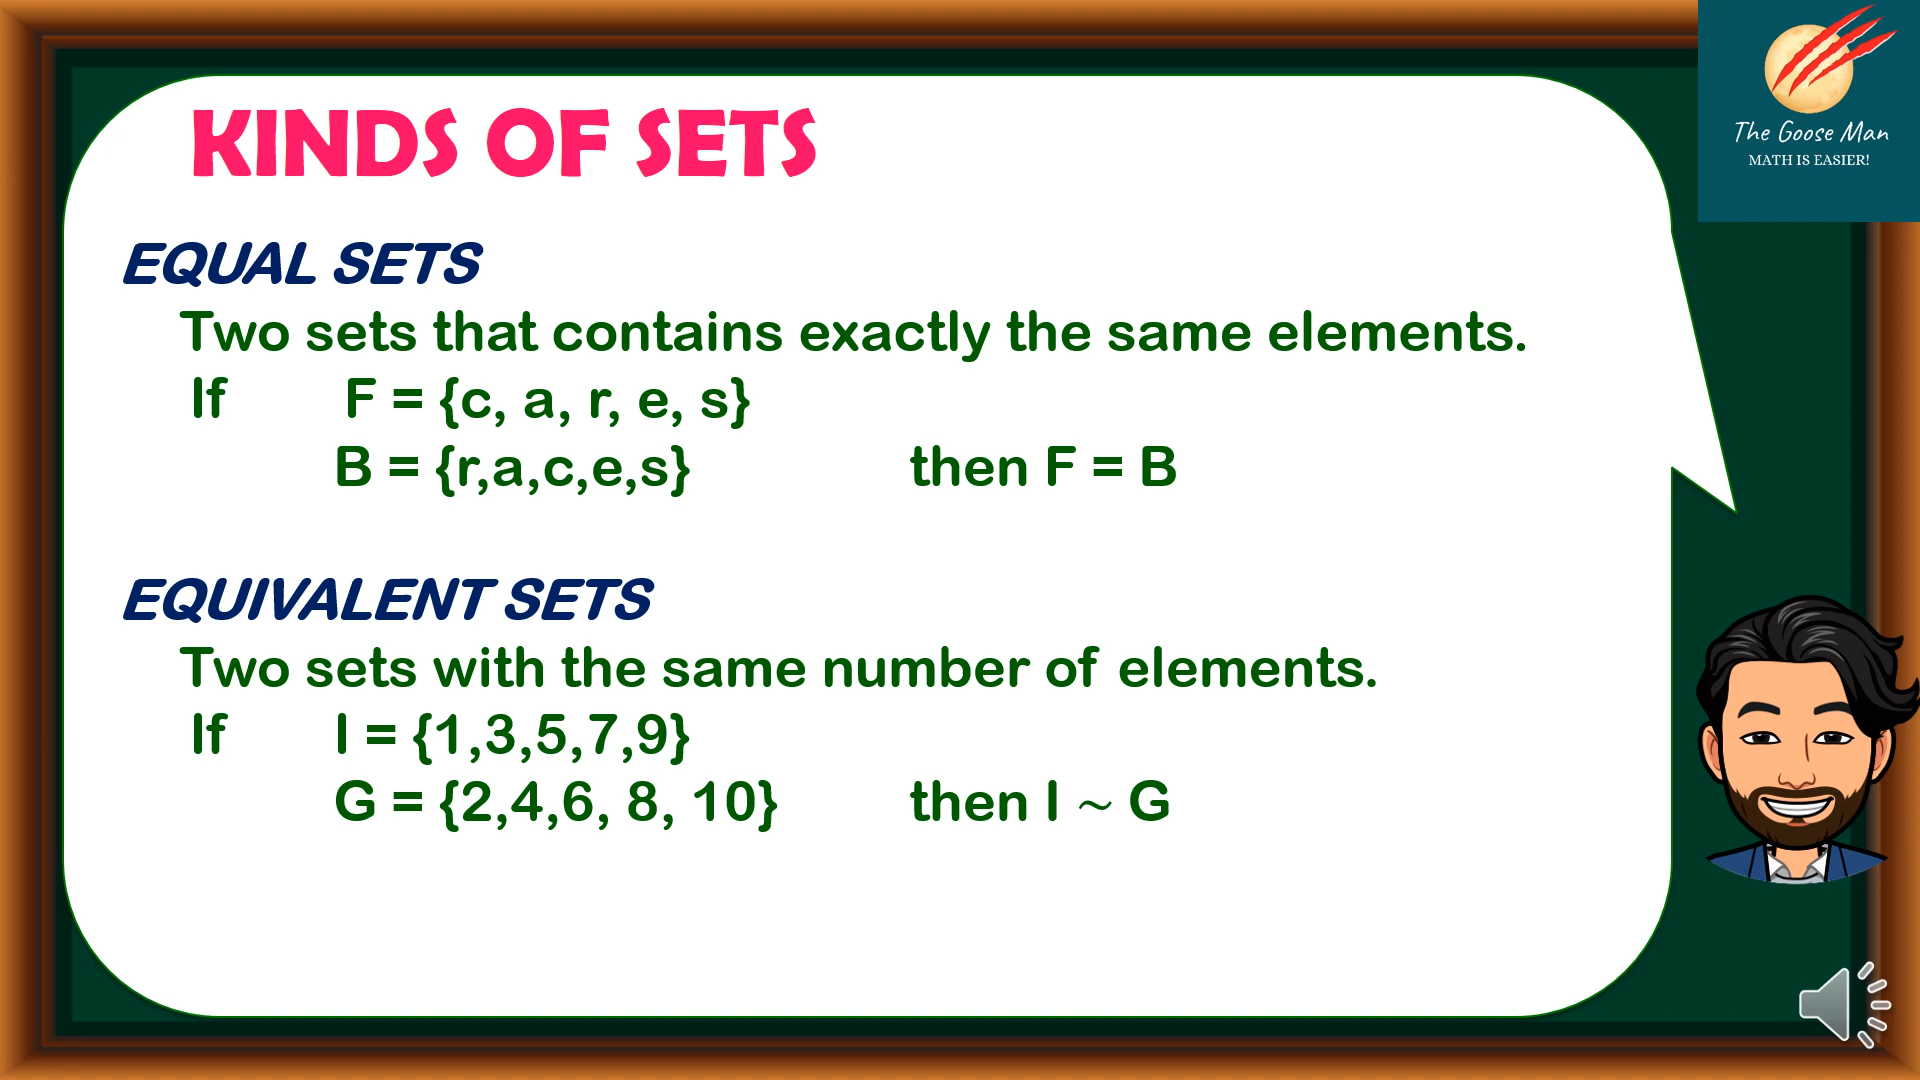 KINDS OF SETS
The Goose Man
MATH IS EASIER!
EQUAL SETS
Two sets that contains exactly the same elements.
If F = {c, a, r, e, s}
B = {r,a,c,e,s} then F = B
EQUIVALENT SETS
Two sets with the same number of elements.
If I = {1,3,5,7,9}
G = {2,4,6, 8, 10} then I ~ G